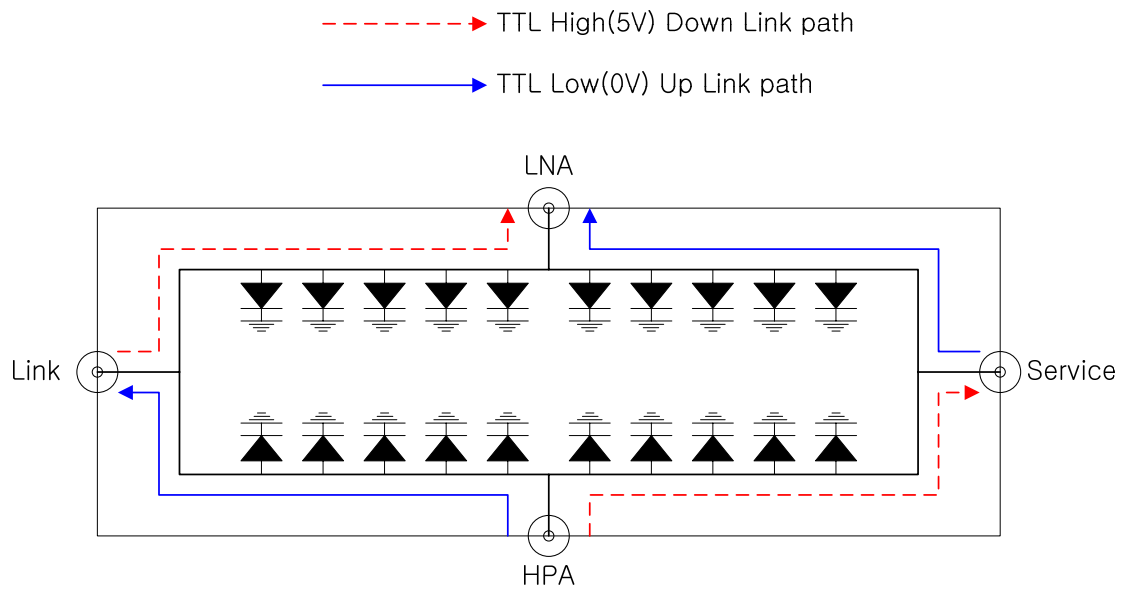 TTL High(5V) Down Link path
TTL Low(0V) Up Link path
LNA
Link
Service
HPA